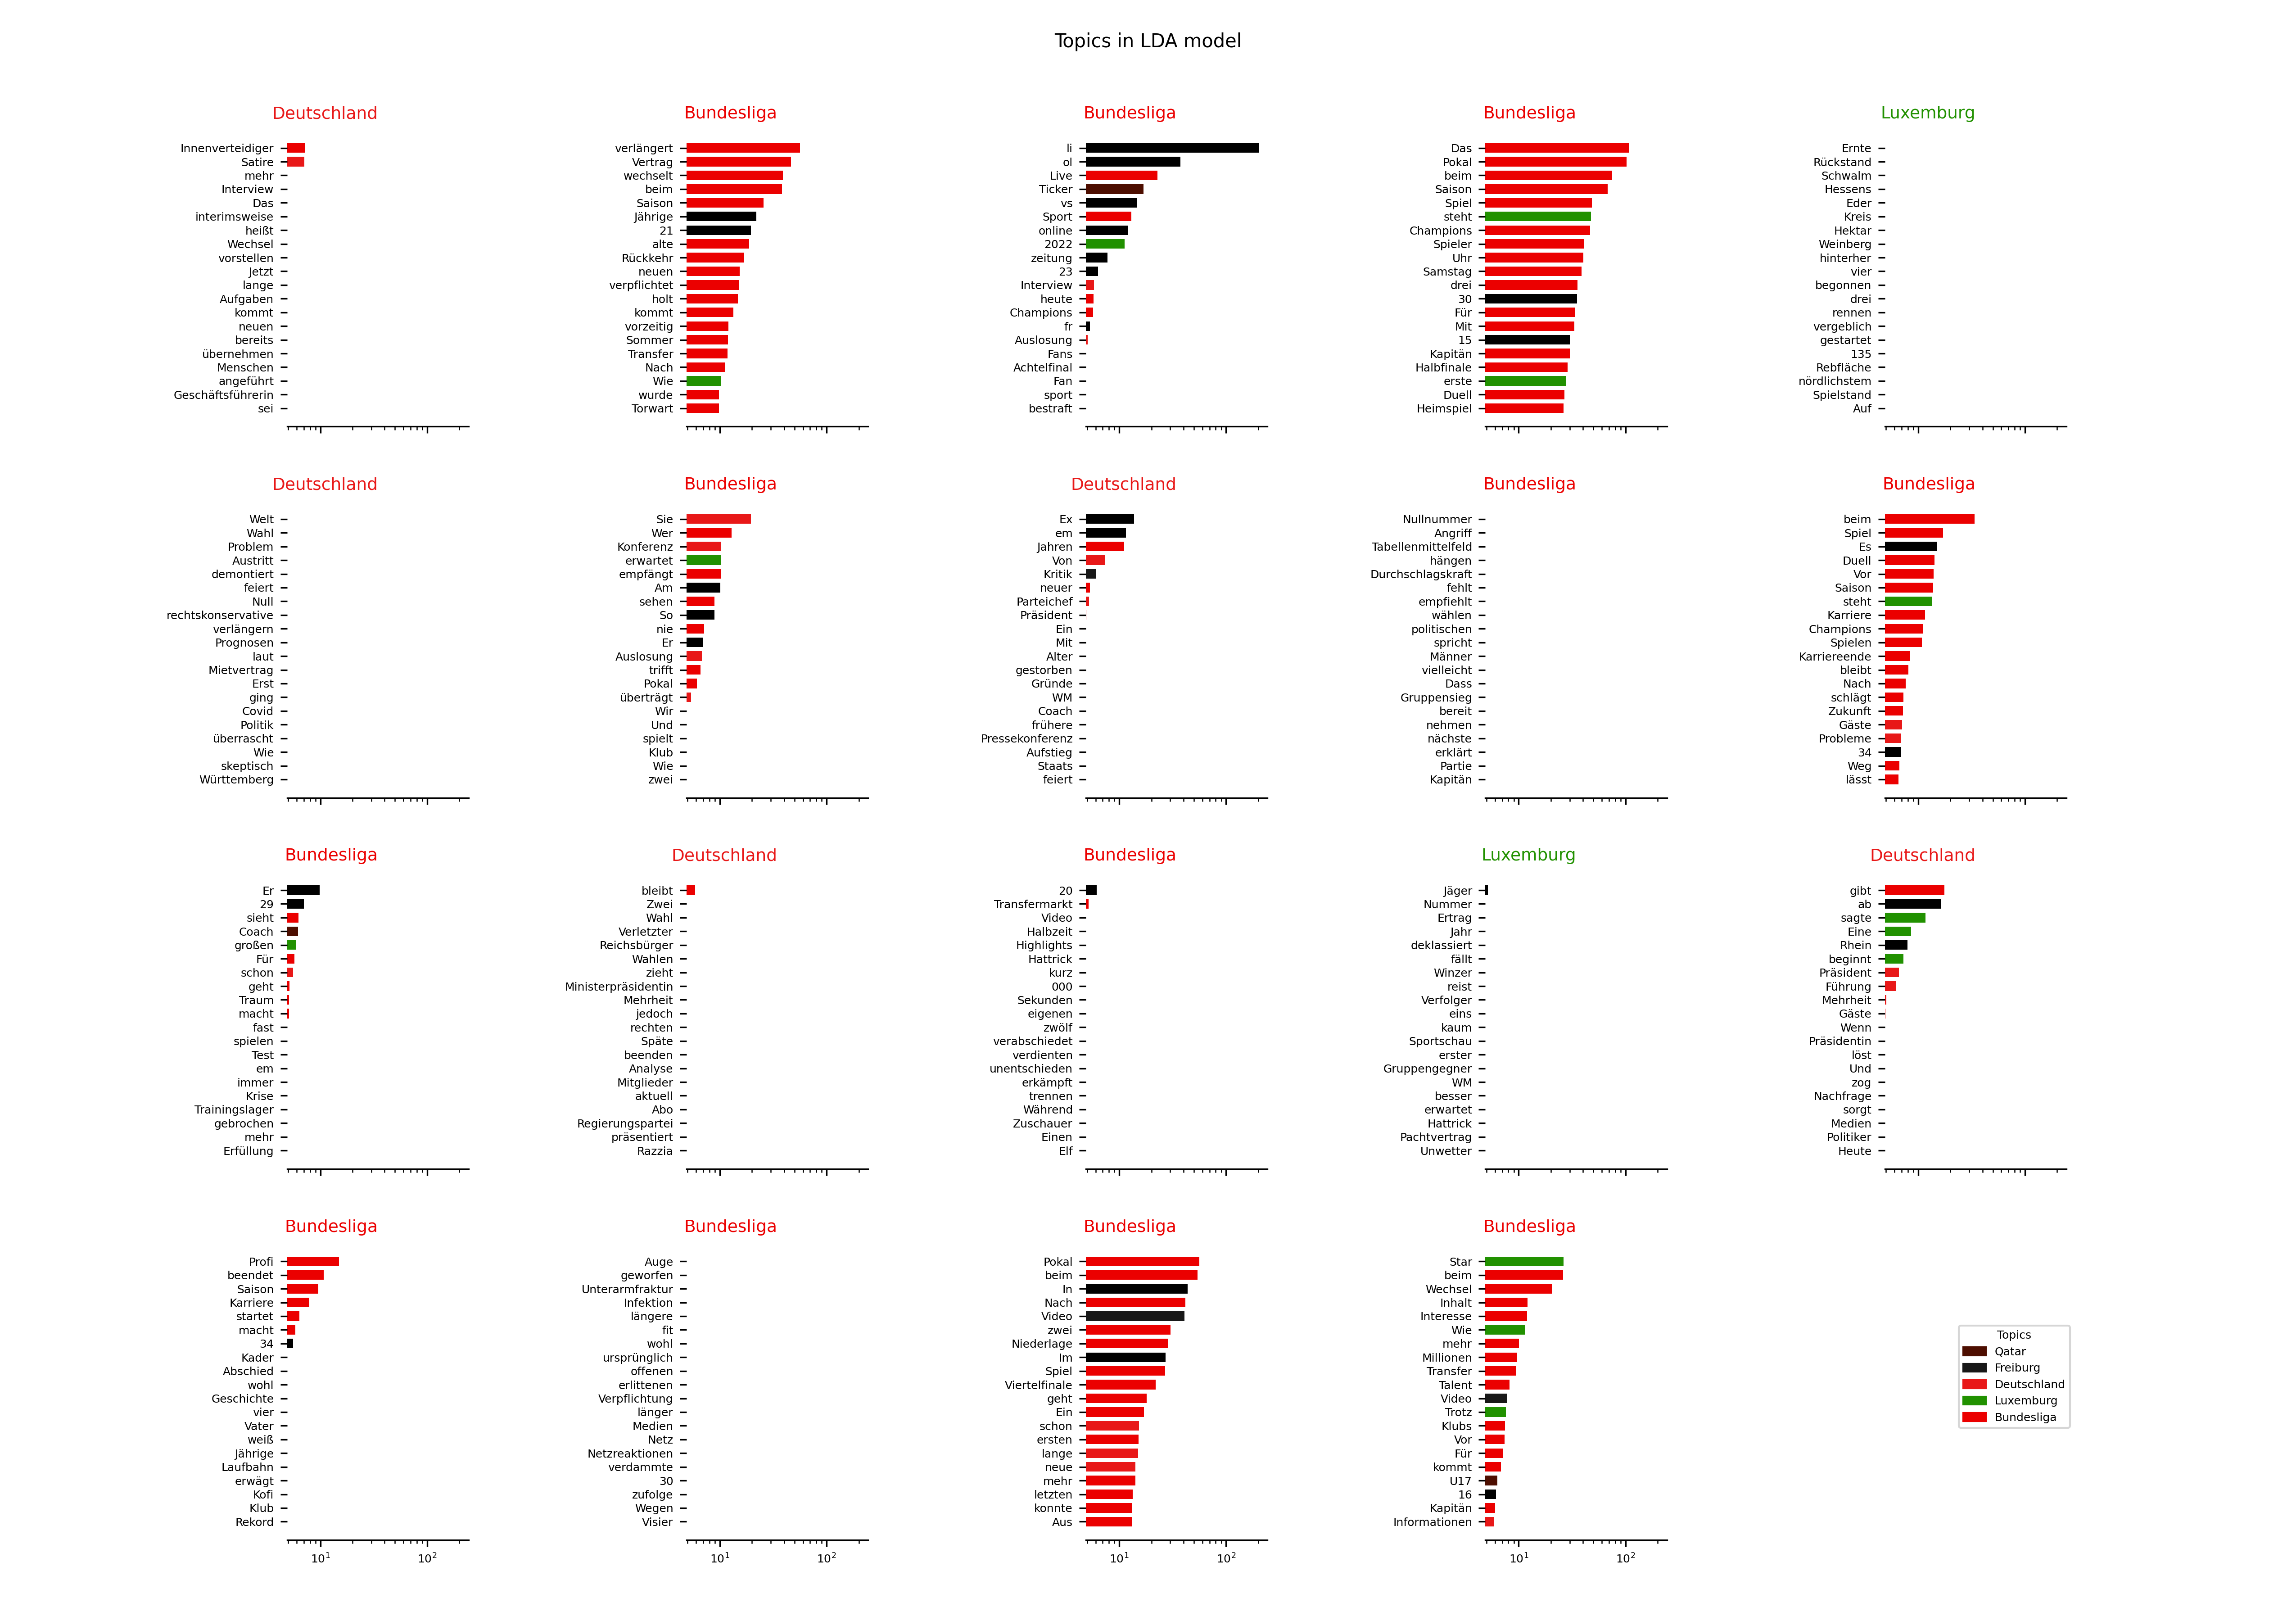 Topics in LDA model
Deutschland
Innenverteidiger
Satire
mehr
Interview
Das
interimsweise
heißt
Wechsel
vorstellen
Jetzt
lange
Aufgaben
kommt
neuen
bereits
übernehmen
Menschen
angeführt
Geschäftsführerin
sei
Bundesliga
verlängert
Vertrag
wechselt
beim
Saison
Jährige
21
alte
Rückkehr
neuen
verpflichtet
holt
kommt
vorzeitig
Sommer
Transfer
Nach
Wie
wurde
Torwart
Bundesliga
li
ol
Live
Ticker
vs
Sport
online
2022
zeitung
23
Interview
heute
Champions
fr
Auslosung
Fans
Achtelfinal
Fan
sport
bestraft
Bundesliga
Das
Pokal
beim
Saison
Spiel
steht
Champions
Spieler
Uhr
Samstag
drei
30
Für
Mit
15
Kapitän
Halbfinale
erste
Duell
Heimspiel
Luxemburg
Ernte
Rückstand
Schwalm
Hessens
Eder
Kreis
Hektar
Weinberg
hinterher
vier
begonnen
drei
rennen
vergeblich
gestartet
135
Rebfläche
nördlichstem
Spielstand
Auf
Deutschland
Welt
Wahl
Problem
Austritt
demontiert
feiert
Null
rechtskonservative
verlängern
Prognosen
laut
Mietvertrag
Erst
ging
Covid
Politik
überrascht
Wie
skeptisch
Württemberg
Bundesliga
Sie
Wer
Konferenz
erwartet
empfängt
Am
sehen
So
nie
Er
Auslosung
trifft
Pokal
überträgt
Wir
Und
spielt
Klub
Wie
zwei
Deutschland
Ex
em
Jahren
Von
Kritik
neuer
Parteichef
Präsident
Ein
Mit
Alter
gestorben
Gründe
WM
Coach
frühere
Pressekonferenz
Aufstieg
Staats
feiert
Bundesliga
Nullnummer
Angriff
Tabellenmittelfeld
hängen
Durchschlagskraft
fehlt
empfiehlt
wählen
politischen
spricht
Männer
vielleicht
Dass
Gruppensieg
bereit
nehmen
nächste
erklärt
Partie
Kapitän
Bundesliga
beim
Spiel
Es
Duell
Vor
Saison
steht
Karriere
Champions
Spielen
Karriereende
bleibt
Nach
schlägt
Zukunft
Gäste
Probleme
34
Weg
lässt
Bundesliga
Er
29
sieht
Coach
großen
Für
schon
geht
Traum
macht
fast
spielen
Test
em
immer
Krise
Trainingslager
gebrochen
mehr
Erfüllung
Deutschland
bleibt
Zwei
Wahl
Verletzter
Reichsbürger
Wahlen
zieht
Ministerpräsidentin
Mehrheit
jedoch
rechten
Späte
beenden
Analyse
Mitglieder
aktuell
Abo
Regierungspartei
präsentiert
Razzia
Bundesliga
20
Transfermarkt
Video
Halbzeit
Highlights
Hattrick
kurz
000
Sekunden
eigenen
zwölf
verabschiedet
verdienten
unentschieden
erkämpft
trennen
Während
Zuschauer
Einen
Elf
Luxemburg
Jäger
Nummer
Ertrag
Jahr
deklassiert
fällt
Winzer
reist
Verfolger
eins
kaum
Sportschau
erster
Gruppengegner
WM
besser
erwartet
Hattrick
Pachtvertrag
Unwetter
Deutschland
gibt
ab
sagte
Eine
Rhein
beginnt
Präsident
Führung
Mehrheit
Gäste
Wenn
Präsidentin
löst
Und
zog
Nachfrage
sorgt
Medien
Politiker
Heute
Bundesliga
Profi
beendet
Saison
Karriere
startet
macht
34
Kader
Abschied
wohl
Geschichte
vier
Vater
weiß
Jährige
Laufbahn
erwägt
Kofi
Klub
Rekord
10¹ 10²
Bundesliga
Auge
geworfen
Unterarmfraktur
Infektion
längere
fit
wohl
ursprünglich
offenen
erlittenen
Verpflichtung
länger
Medien
Netz
Netzreaktionen
verdammte
30
zufolge
Wegen
Visier
10¹ 10²
Bundesliga
Pokal
beim
In
Nach
Video
zwei
Niederlage
Im
Spiel
Viertelfinale
geht
Ein
schon
ersten
lange
neue
mehr
letzten
konnte
Aus
10¹ 10²
Bundesliga
Star
beim
Wechsel
Inhalt
Interesse
Wie
mehr
Millionen
Transfer
Talent
Video
Trotz
Klubs
Vor
Für
kommt
U17
16
Kapitän
Informationen
10¹ 10²
Topics
Qatar
Freiburg
Deutschland
Luxemburg
Bundesliga